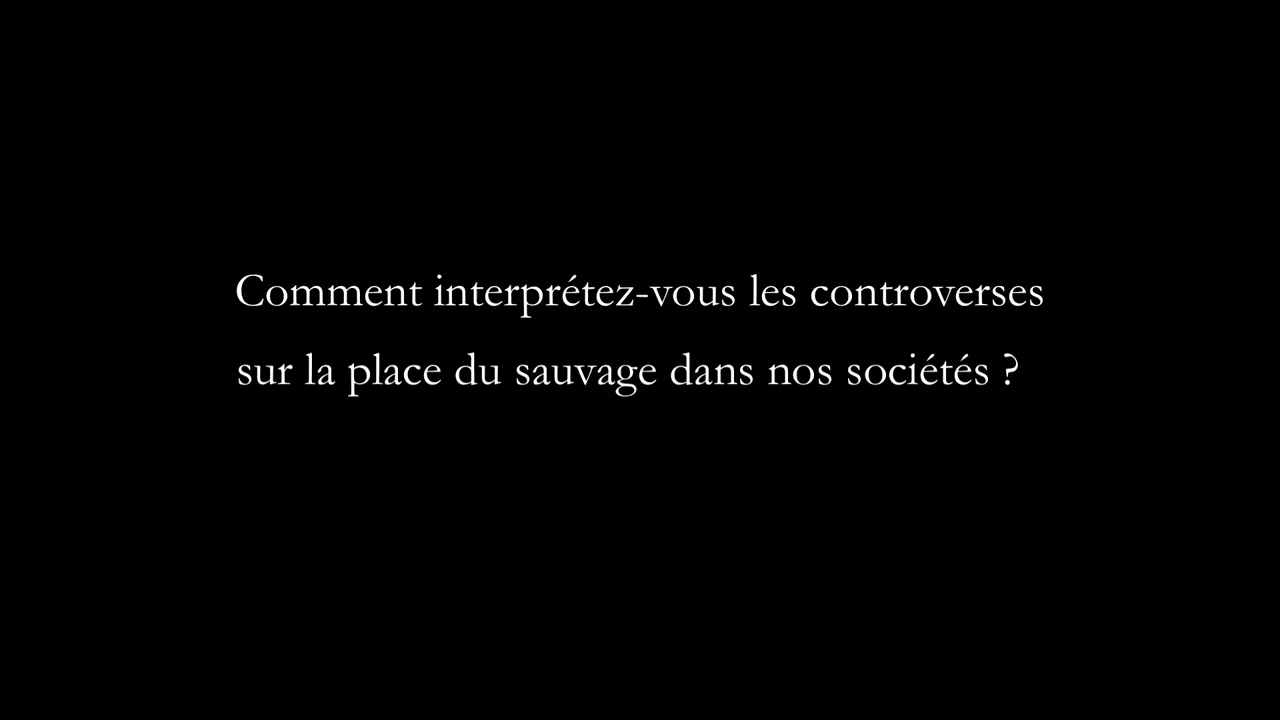 Comment interprétez-vous les controverses
sur la place du sauvage dans nos sociétés ?